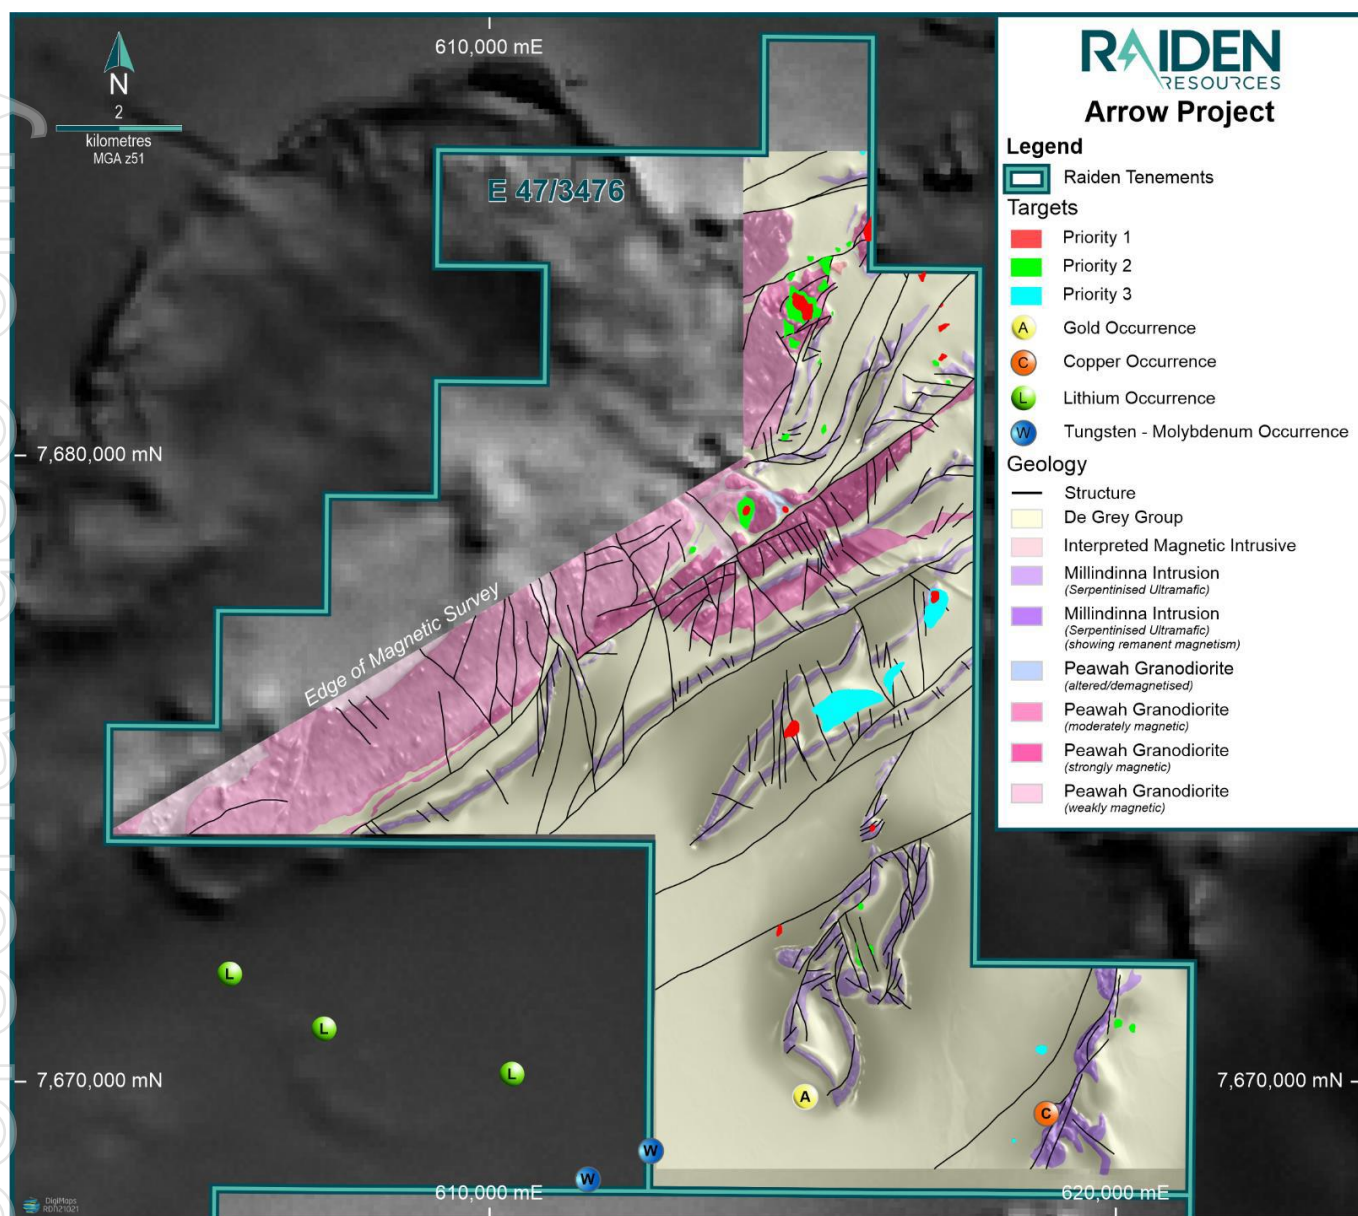 610,000 mE
N
2
kilometres
MGA z51
E 47/3476
7,680,000 mN
Edge of Magnetic Survey
7,670,000 mN
7,670,000 mN
L
L
L
A
C
W
W
610,000 mE
620,000 mE
DigiMaps
RDN21021
RAIDEN
RESOURCES
Arrow Project
Legend
Raiden Tenements
Targets
Priority 1
Priority 2
Priority 3
A Gold Occurrence
C Copper Occurrence
L Lithium Occurrence
W Tungsten - Molybdenum Occurrence
Geology
Structure
De Grey Group
Interpreted Magnetic Intrusive
Millindinna Intrusion
(Serpentinised Ultramafic)
Millindinna Intrusion
(Serpentinised Ultramafic)
(showing remanent magnetism)
Peawah Granodiorite
(altered/demagnetised)
Peawah Granodiorite
(moderately magnetic)
Peawah Granodiorite
(strongly magnetic)
Peawah Granodiorite
(weakly magnetic)